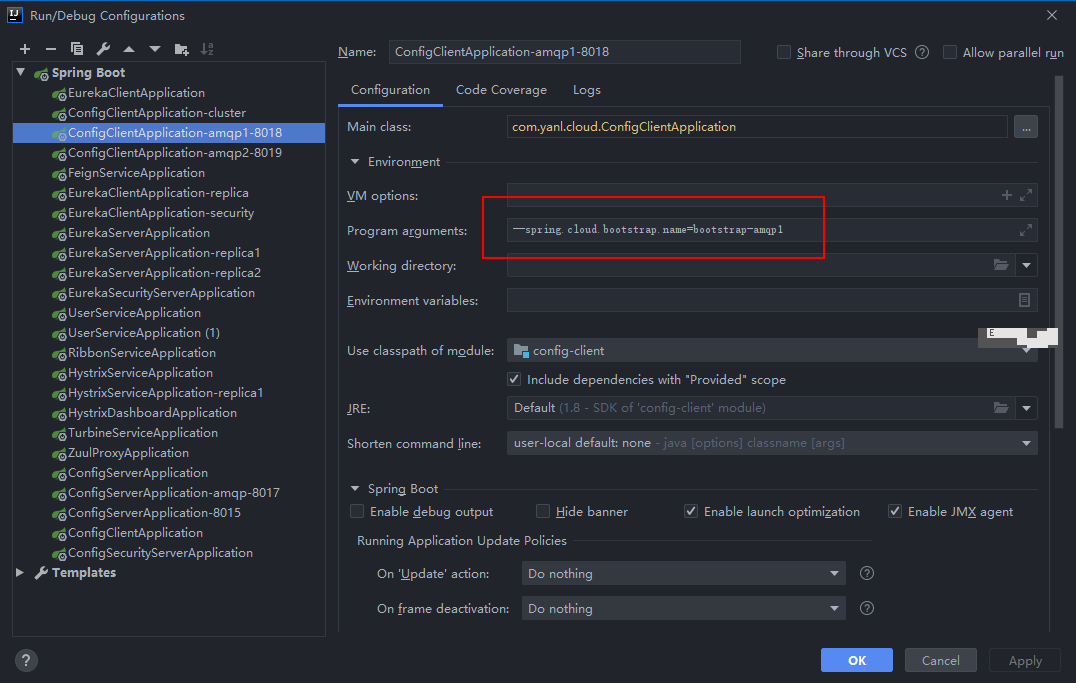 Run/Debug Configurations
Name: ConfigClientApplication-amqp1-8018
Share through VCS
Allow parallel run
Spring Boot
EurekaClientApplication
ConfigClientApplication-cluster
ConfigClientApplication-amqp1-8018
ConfigClientApplication-amqp2-8019
FeignServiceApplication
EurekaClientApplication-replica
EurekaClientApplication-security
EurekaServerApplication
EurekaServerApplication-replica1
EurekaServerApplication-replica2
EurekaSecurityServerApplication
UserServiceApplication
UserServiceApplication (1)
RibbonServiceApplication
HystrixServiceApplication
HystrixServiceApplication-replica1
HystrixDashboardApplication
TurbineServiceApplication
ZuulProxyApplication
ConfigServerApplication
ConfigServerApplication-amqp-8017
ConfigServerApplication-8015
ConfigClientApplication
ConfigSecurityServerApplication
Templates
Configuration Code Coverage Logs
Main class: com.yanl.cloud.ConfigClientApplication ...
Environment
VM options:
Program arguments: --spring.cloud.bootstrap.name=bootstrap-amqp1
Working directory:
Environment variables:
E
Use classpath of module: config-client
Include dependencies with "Provided" scope
JRE: Default (1.8 - SDK of 'config-client' module)
Shorten command line: user-local default: none - java [options] classname [args]
Spring Boot
Enable debug output Hide banner Enable launch optimization Enable JMX agent
Running Application Update Policies
On 'Update' action: Do nothing
On frame deactivation: Do nothing
OK Cancel Apply